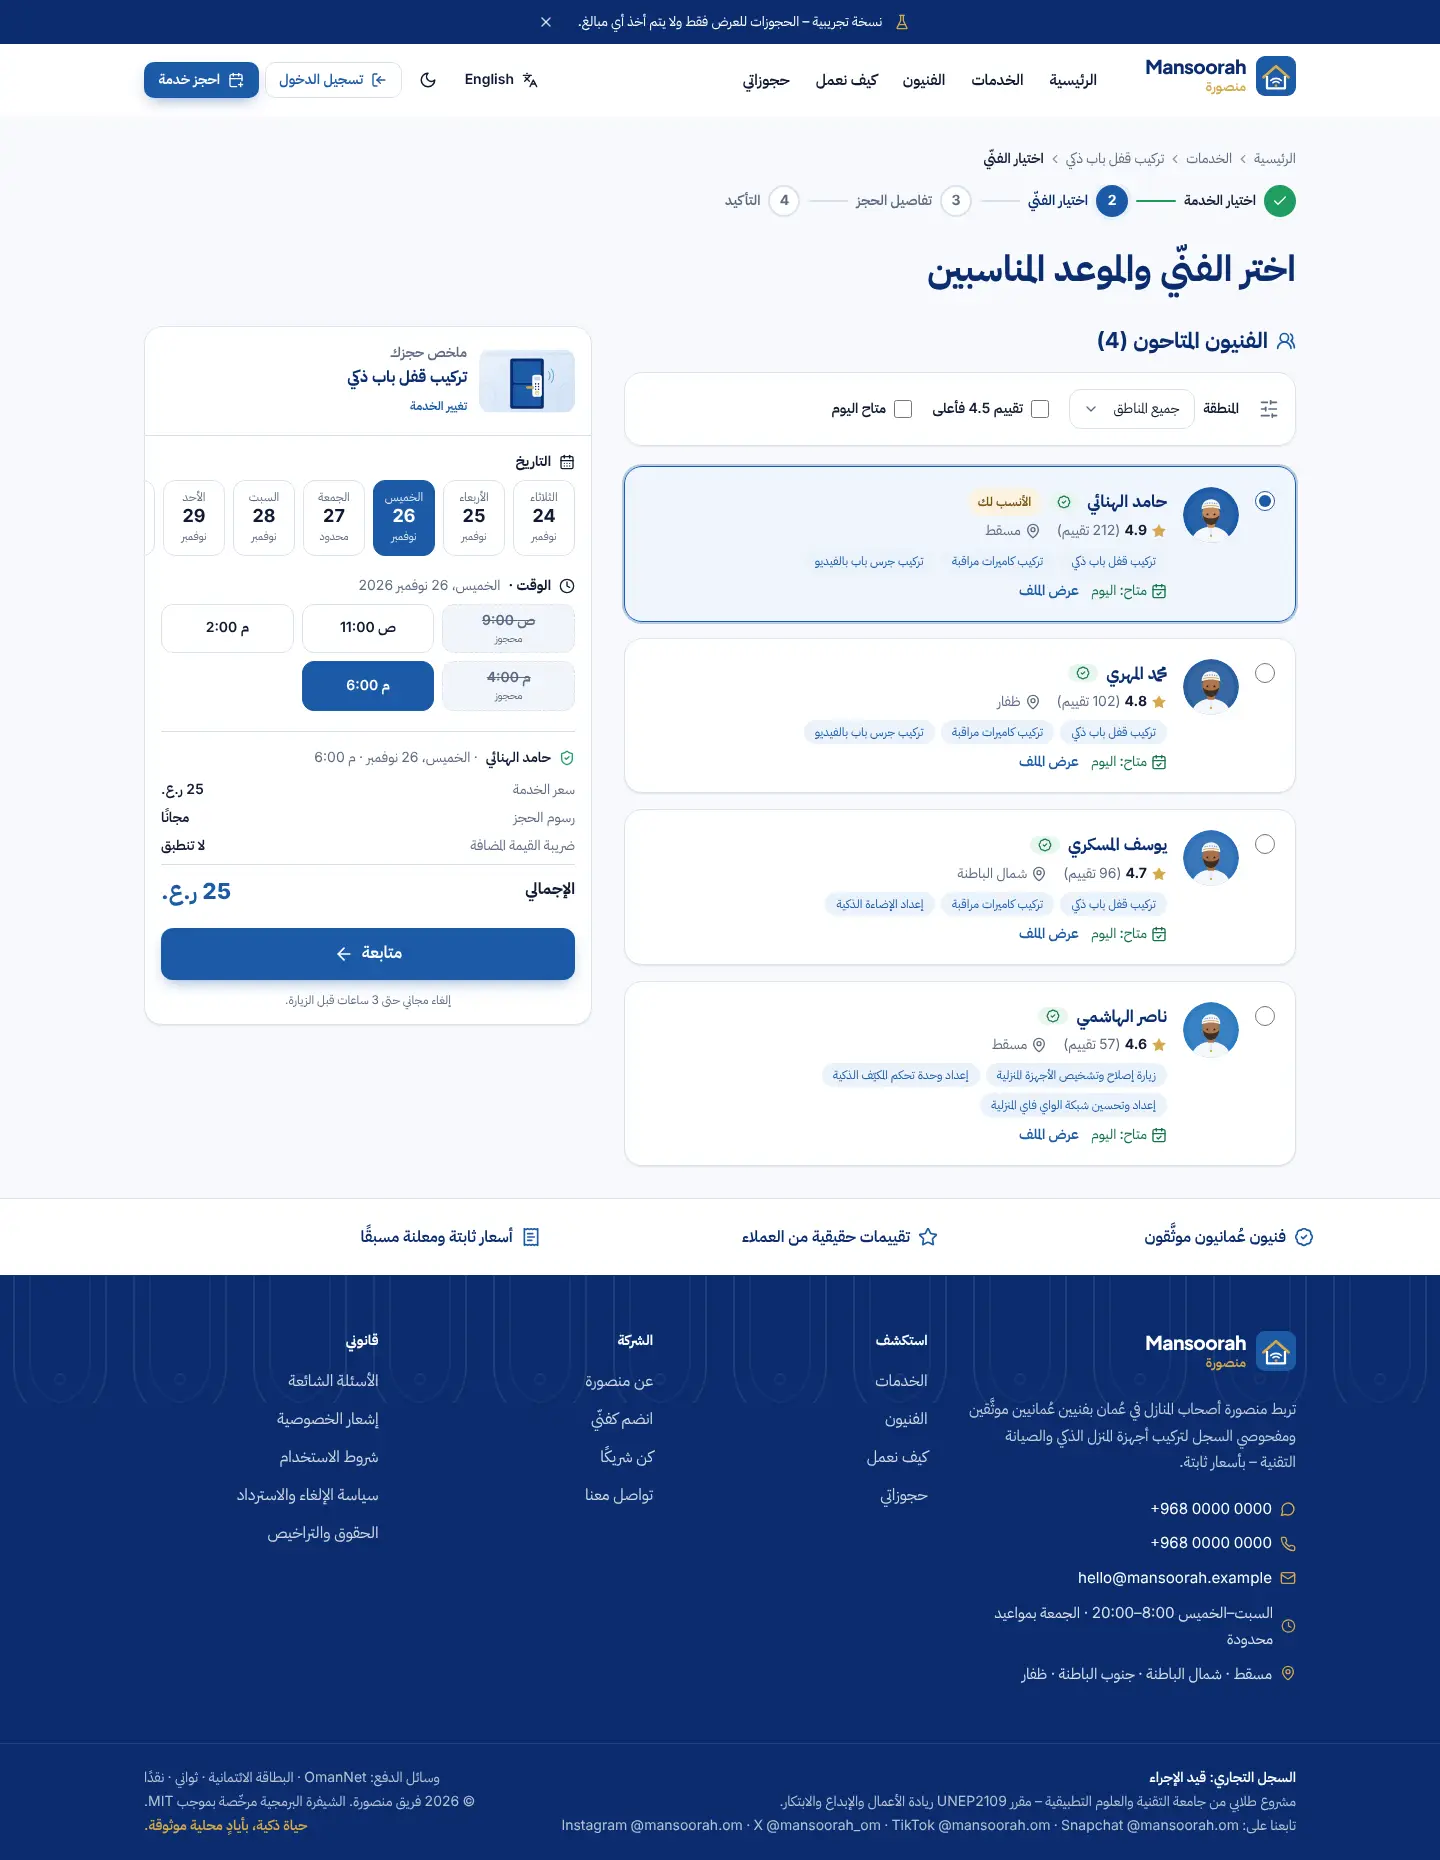 نسخة تجريبية – الحجوزات للعرض فقط ولا يتم أخذ أي مبالغ.
Mansoorah
منصورة
الرئيسية
الخدمات
الفنيون
كيف نعمل
حجوزاتي
English
تسجيل الدخول
احجز خدمة
الرئيسية
الخدمات
تركيب قفل باب ذكي
اختيار الفنّي
اختيار الخدمة
2 اختيار الفنّي
3 تفاصيل الحجز
4 التأكيد
اختر الفنّي والموعد المناسبين
الفنيون المتاحون (4)
المنطقة
جميع المناطق
تقييم 4.5 فأعلى
متاح اليوم
حامد الهنائي
الأنسب لك
4.9 (212 تقييم)
مسقط
تركيب قفل باب ذكي
تركيب كاميرات مراقبة
تركيب جرس باب بالفيديو
متاح: اليوم
عرض الملف
محمد المهري
4.8 (102 تقييم)
ظفار
تركيب قفل باب ذكي
تركيب كاميرات مراقبة
تركيب جرس باب بالفيديو
متاح: اليوم
عرض الملف
يوسف المسكري
4.7 (96 تقييم)
شمال الباطنة
تركيب قفل باب ذكي
تركيب كاميرات مراقبة
إعداد الإضاءة الذكية
متاح: اليوم
عرض الملف
ناصر الهاشمي
4.6 (57 تقييم)
مسقط
زيارة إصلاح وتشخيص الأجهزة المنزلية
إعداد وحدة تحكم المكيّف الذكية
إعداد وتحسين شبكة الواي فاي المنزلية
متاح: اليوم
عرض الملف
ملخص حجزك
تركيب قفل باب ذكي
تغيير الخدمة
التاريخ
الثلاثاء 24 نوفمبر
الأربعاء 25 نوفمبر
الخميس 26 نوفمبر
الجمعة 27 محدود
السبت 28 نوفمبر
الأحد 29 نوفمبر
الوقت · الخميس، 26 نوفمبر 2026
9:00 ص محجوز
11:00 ص
2:00 م
4:00 م محجوز
6:00 م
حامد الهنائي · الخميس، 26 نوفمبر · 6:00 م
سعر الخدمة 25 ر.ع.
رسوم الحجز مجانًا
ضريبة القيمة المضافة لا تنطبق
الإجمالي 25 ر.ع.
متابعة
إلغاء مجاني حتى 3 ساعات قبل الزيارة.
فنيون عُمانيون موثَّقون
تقييمات حقيقية من العملاء
أسعار ثابتة ومعلنة مسبقًا
Mansoorah
منصورة
تربط منصورة أصحاب المنازل في عُمان بفنيين عُمانيين موثَّقين
ومفحوصي السجل لتركيب أجهزة المنزل الذكي والصيانة
التقنية – بأسعار ثابتة.
+968 0000 0000
+968 0000 0000
hello@mansoorah.example
السبت–الخميس 8:00–20:00 · الجمعة بمواعيد
محدودة
مسقط · شمال الباطنة · جنوب الباطنة · ظفار
استكشف
الخدمات
الفنيون
كيف نعمل
حجوزاتي
الشركة
عن منصورة
انضم كفنّي
كن شريكًا
تواصل معنا
قانوني
الأسئلة الشائعة
إشعار الخصوصية
شروط الاستخدام
سياسة الإلغاء والاسترداد
الحقوق والتراخيص
السجل التجاري: قيد الإجراء
مشروع طلابي من جامعة التقنية والعلوم التطبيقية – مقرر UNEP2109 ريادة الأعمال والإبداع والابتكار.
تابعنا على: Instagram @mansoorah.om · X @mansoorah_om · TikTok @mansoorah.om · Snapchat @mansoorah.om
وسائل الدفع: OmanNet · البطاقة الائتمانية · ثواني · نقدًا
© 2026 فريق منصورة. الشيفرة البرمجية مرخّصة بموجب MIT.
حياة ذكية، بأيادٍ محلية موثوقة.